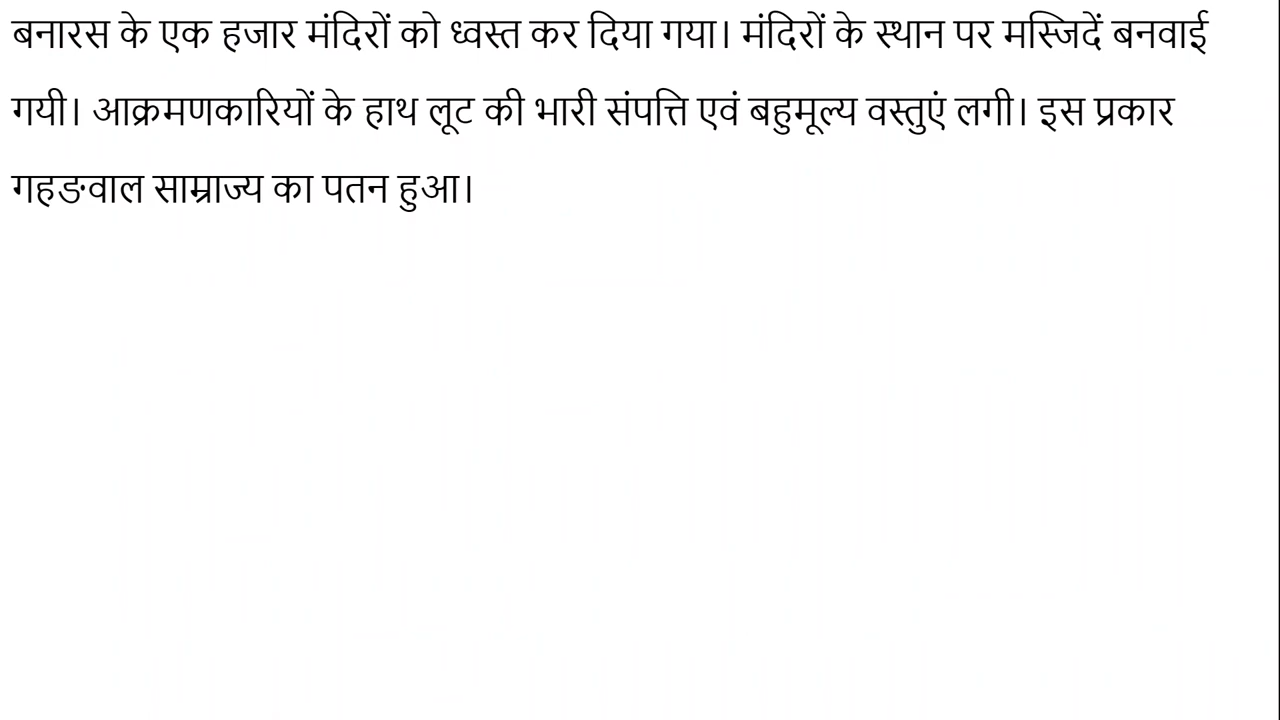 बनारस के एक हजार मंदिरों को ध्वस्त कर दिया गया। मंदिरों के स्थान पर मस्जिदें बनवाई
गयी। आक्रमणकारियों के हाथ लूट की भारी संपत्ति एवं बहुमूल्य वस्तुएं लगी। इस प्रकार
गहङवाल साम्राज्य का पतन हुआ।